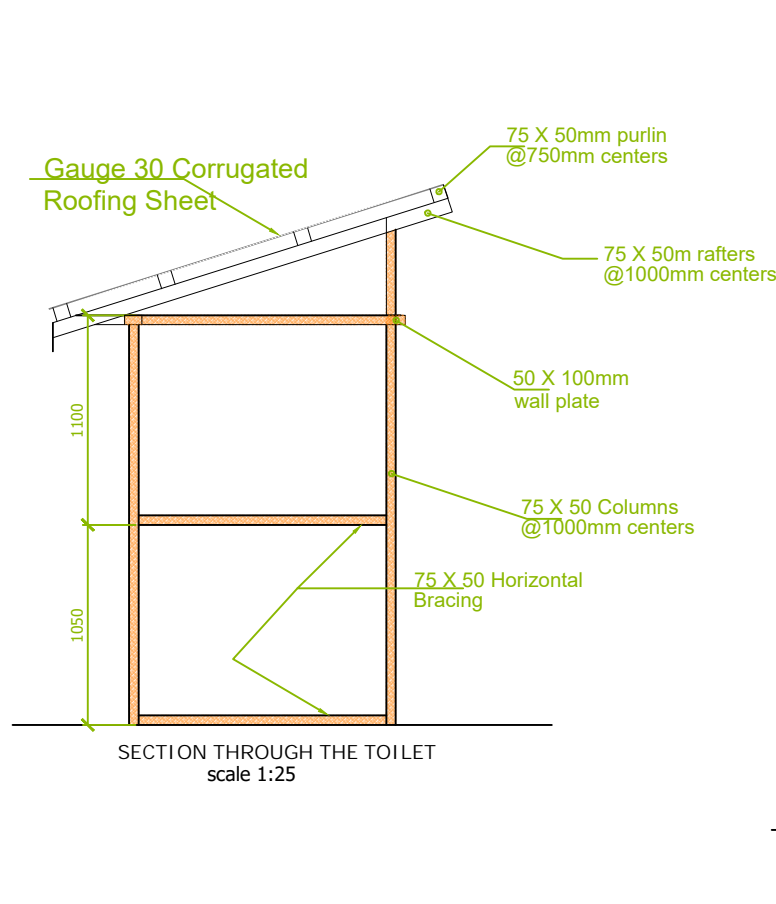 75 X 50mm purlin
@750mm centers
Gauge 30 Corrugated
Roofing Sheet
75 X 50m rafters
@1000mm centers
50 X 100mm
wall plate
1100
75 X 50 Columns
@1000mm centers
75 X 50 Horizontal
Bracing
1050
SECTION THROUGH THE TOILET
scale 1:25